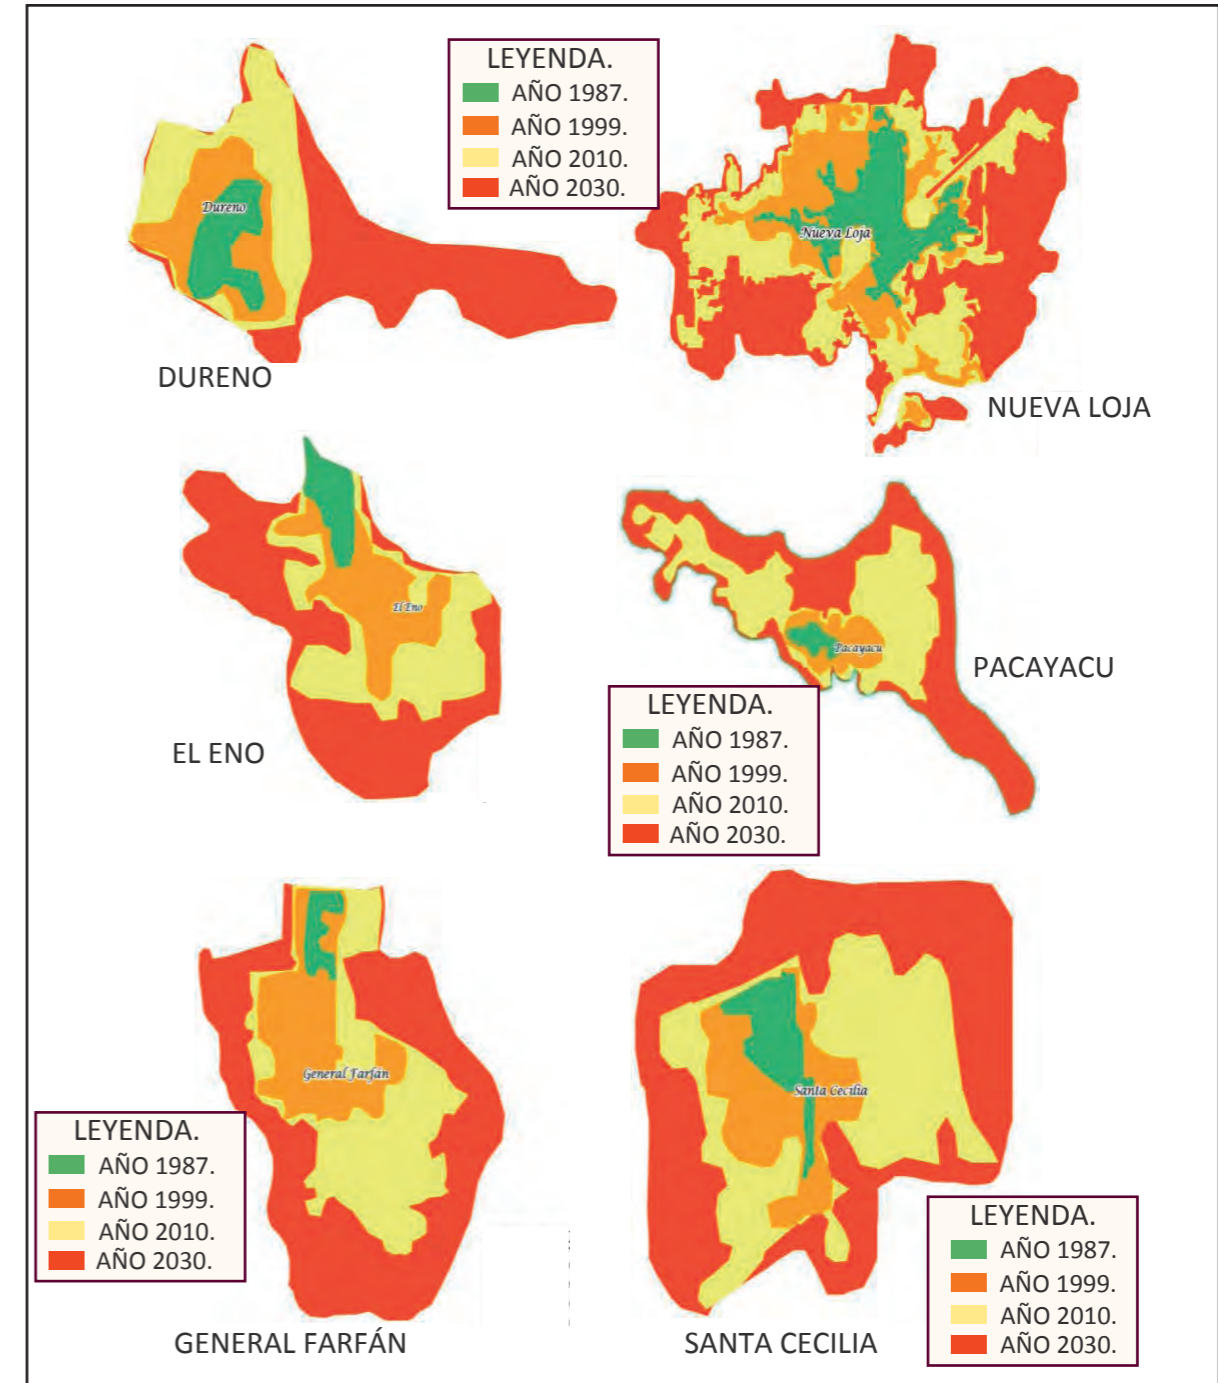 LEYENDA.
AÑO 1987.
AÑO 1999.
AÑO 2010.
AÑO 2030.
Dureno
DURENO
Nueva Loja
NUEVA LOJA
El Eno
EL ENO
Pacayacu
PACAYACU
LEYENDA.
AÑO 1987.
AÑO 1999.
AÑO 2010.
AÑO 2030.
General Farfán
LEYENDA.
AÑO 1987.
AÑO 1999.
AÑO 2010.
AÑO 2030.
GENERAL FARFÁN
Santa Cecilia
SANTA CECILIA
LEYENDA.
AÑO 1987.
AÑO 1999.
AÑO 2010.
AÑO 2030.